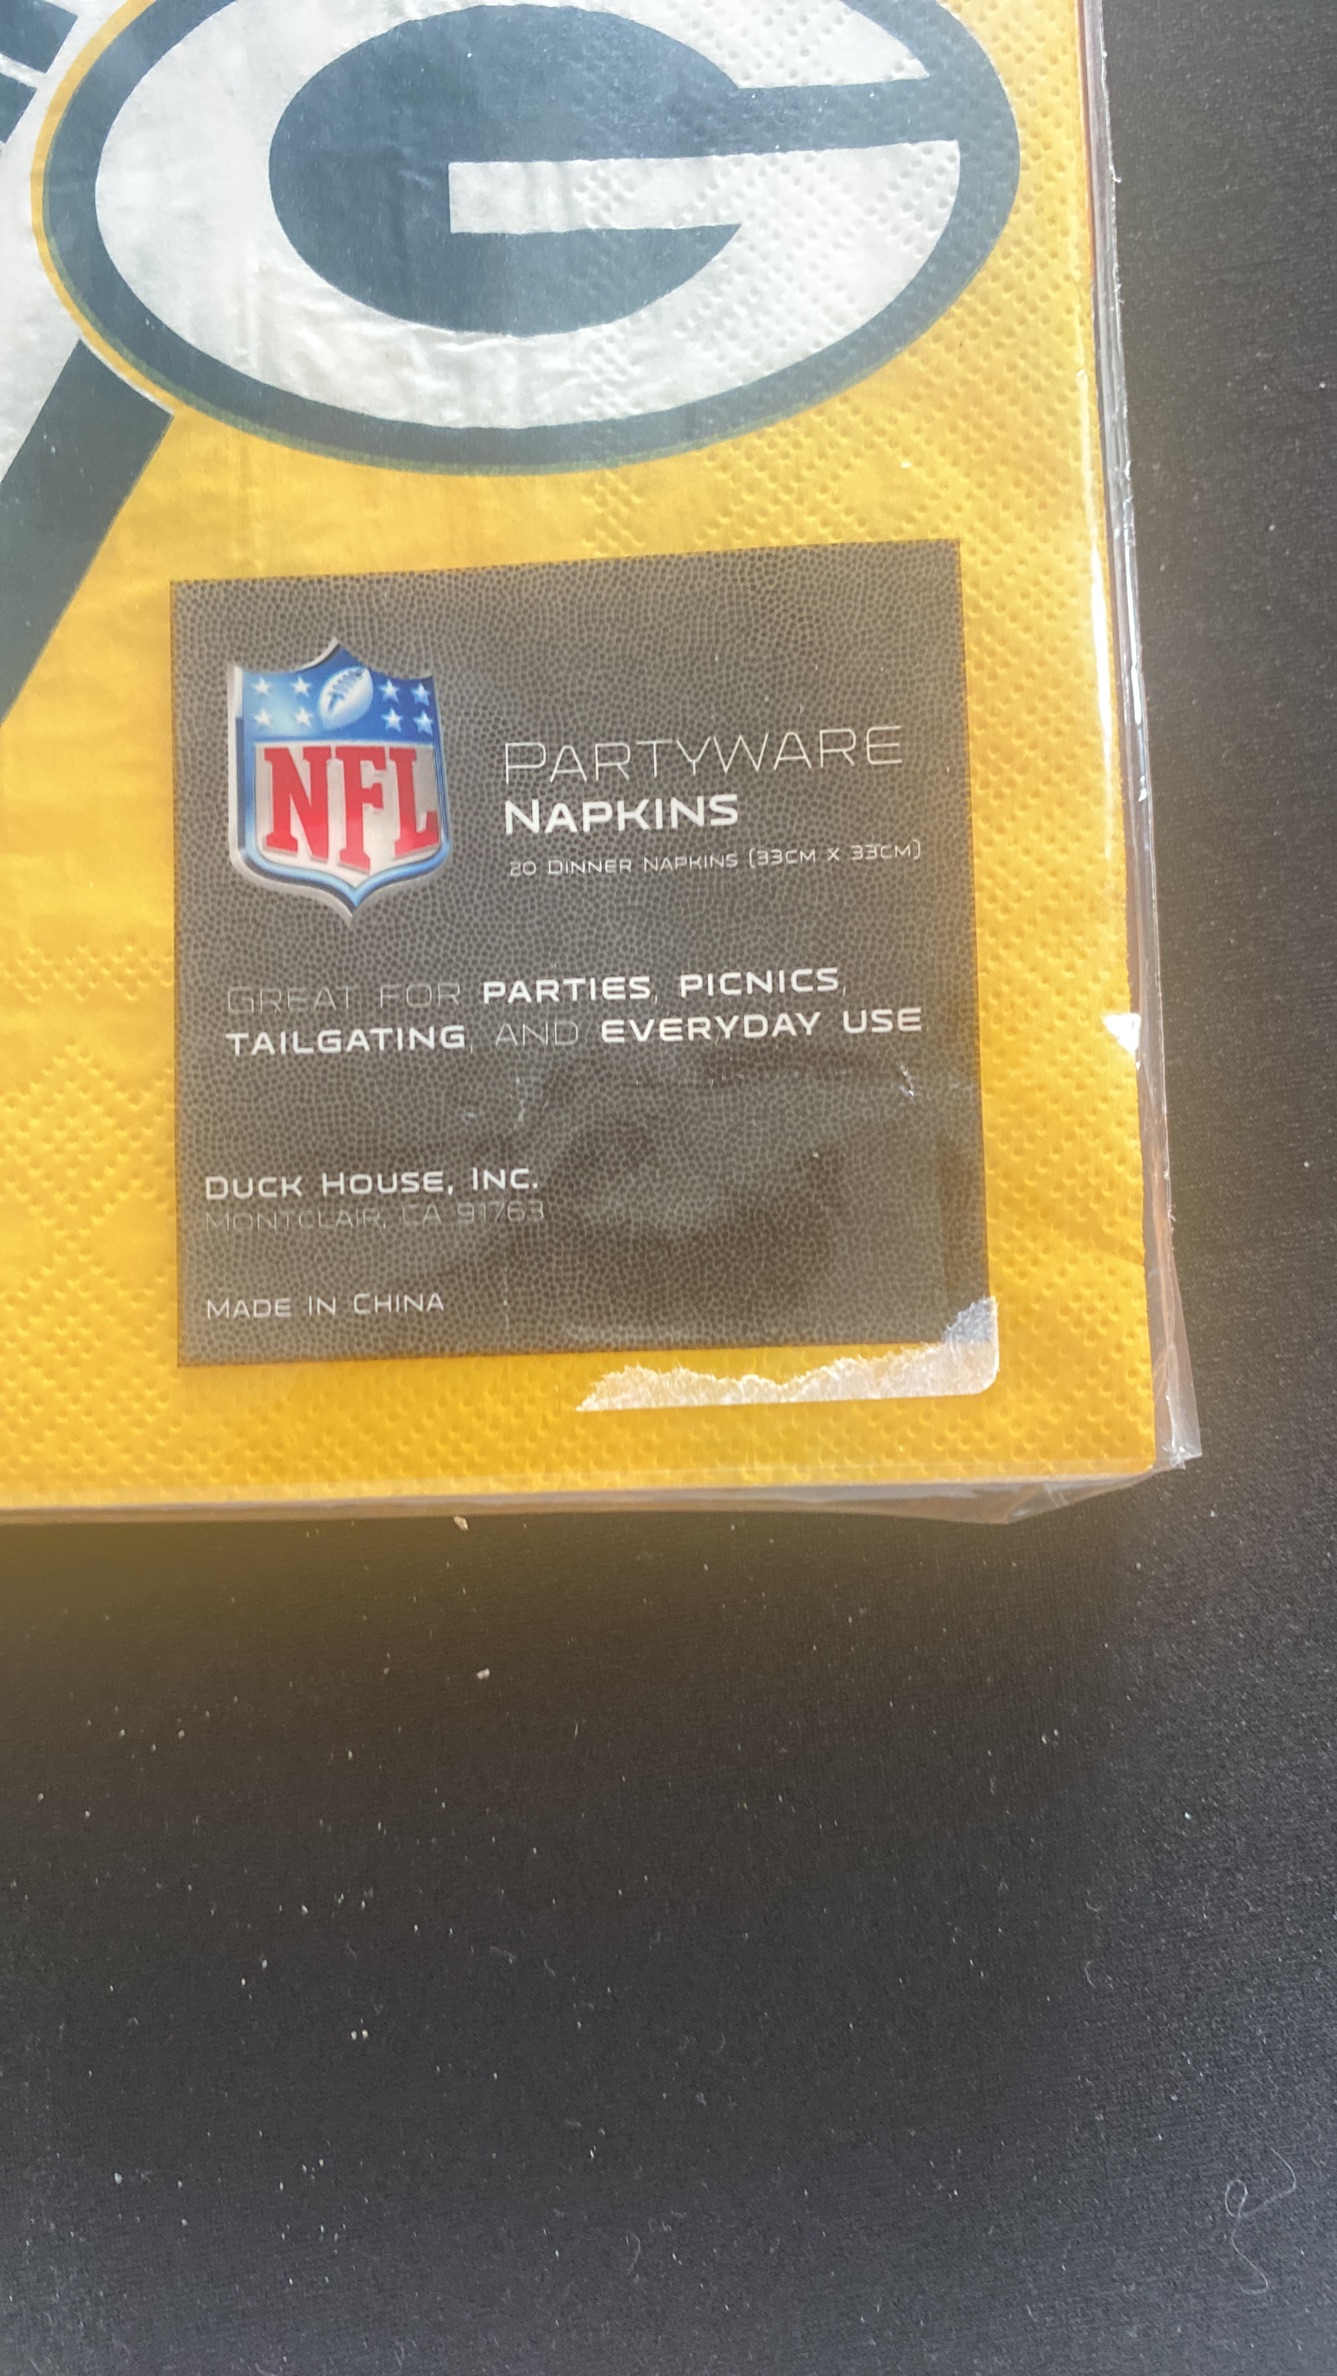 G
NFL
PARTYWARE
NAPKINS
20 DINNER NAPKINS (33CM X 33CM)
GREAT FOR PARTIES, PICNICS,
TAILGATING, AND EVERYDAY USE
DUCK HOUSE, INC.
MONTCLAIR, CA 91763
MADE IN CHINA